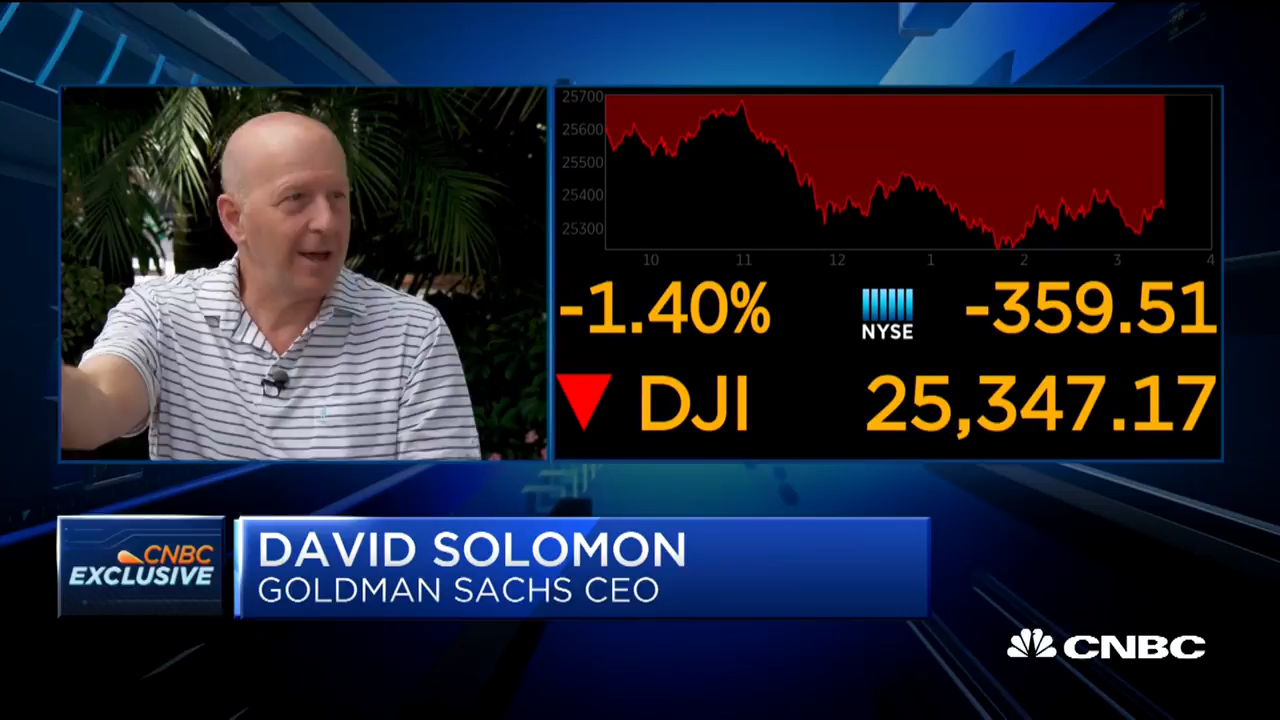 25700
25600
25500
25400
25300
10 11 12 1 2 3 4
-1.40% NYSE -359.51
DJI 25,347.17
CNBC
EXCLUSIVE
DAVID SOLOMON
GOLDMAN SACHS CEO
CNBC